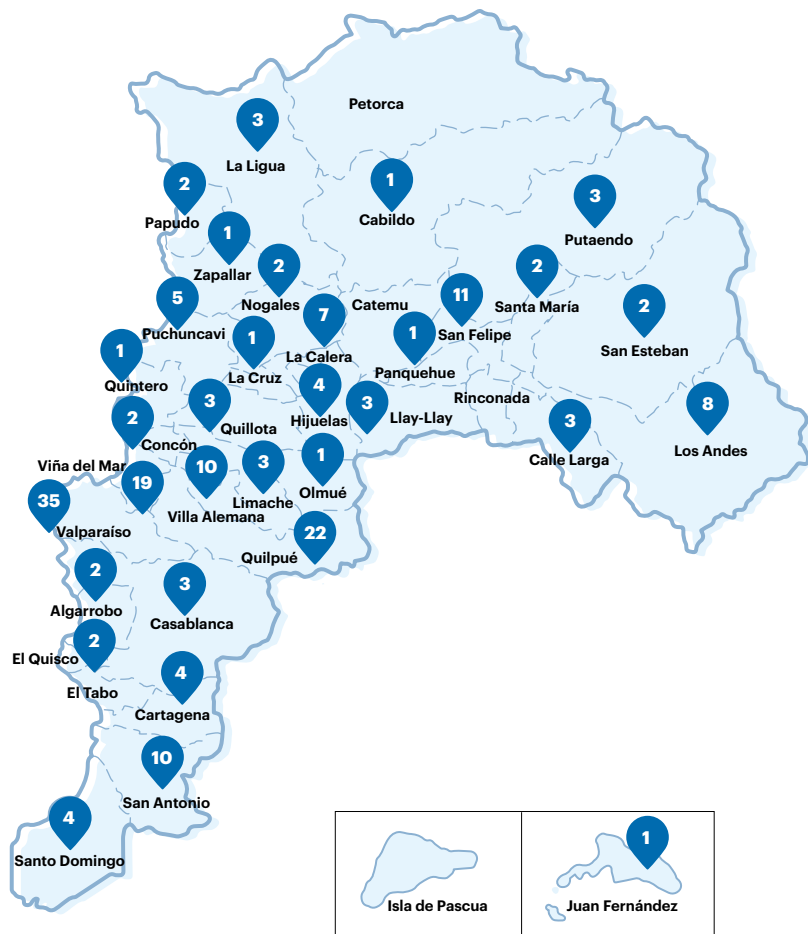 Petorca
3
La Ligua
1
Cabildo
2
Papudo
3
Putaendo
1
Zapallar
2
Nogales
2
Santa María
11
San Felipe
Catemu
5
Puchuncavi
7
La Calera
2
San Esteban
1
La Cruz
1
Panquehue
1
Quintero
4
Hijuelas
3
Llay-Llay
Rinconada
3
Quillota
8
Los Andes
2
Concón
3
Calle Larga
Viña del Mar
19
10
Villa Alemana
3
Limache
1
Olmué
35
Valparaíso
22
Quilpué
2
Algarrobo
3
Casablanca
2
El Quisco
El Tabo
4
Cartagena
10
San Antonio
4
Santo Domingo
Isla de Pascua
1
Juan Fernández